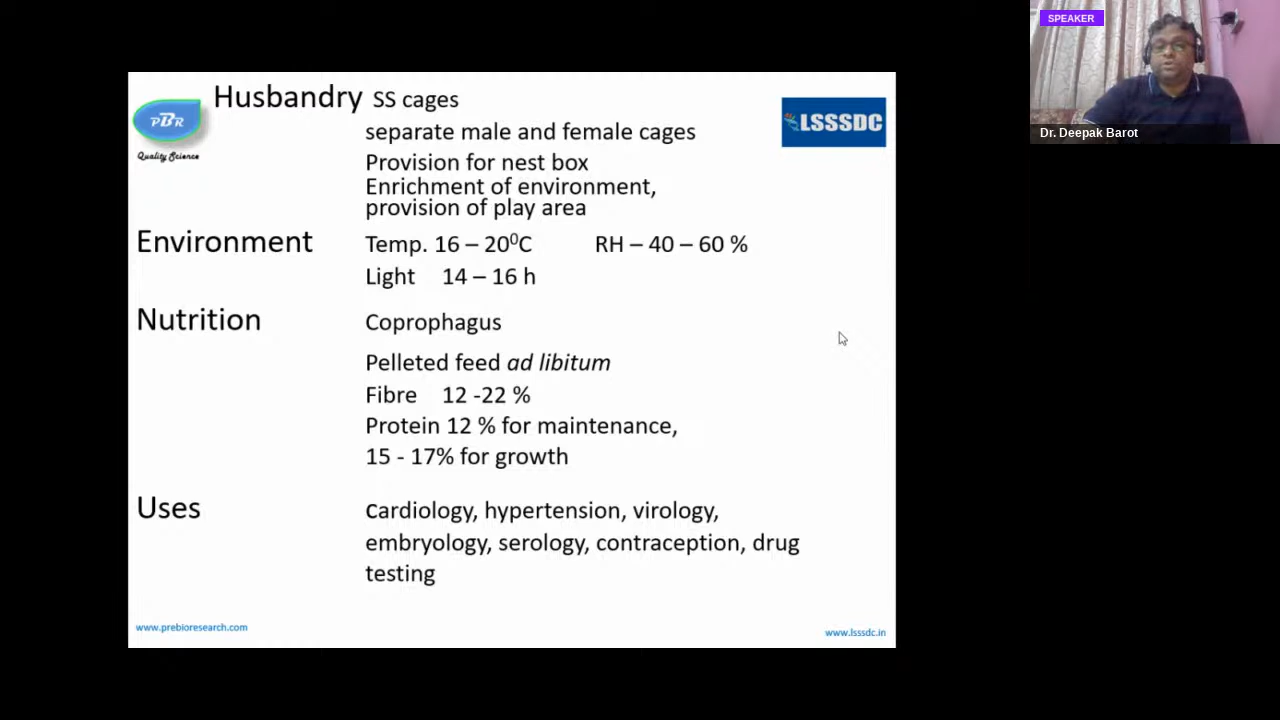 SPEAKER
Dr. Deepak Barot
PBR
Quality Science
LSSSDC
Husbandry SS cages
separate male and female cages
Provision for nest box
Enrichment of environment,
provision of play area
Environment Temp. 16 – 20⁰C RH – 40 – 60 %
Light 14 – 16 h
Nutrition Coprophagus
Pelleted feed ad libitum
Fibre 12 -22 %
Protein 12 % for maintenance,
15 - 17% for growth
Uses Cardiology, hypertension, virology,
embryology, serology, contraception, drug
testing
www.prebioresearch.com
www.lsssdc.in